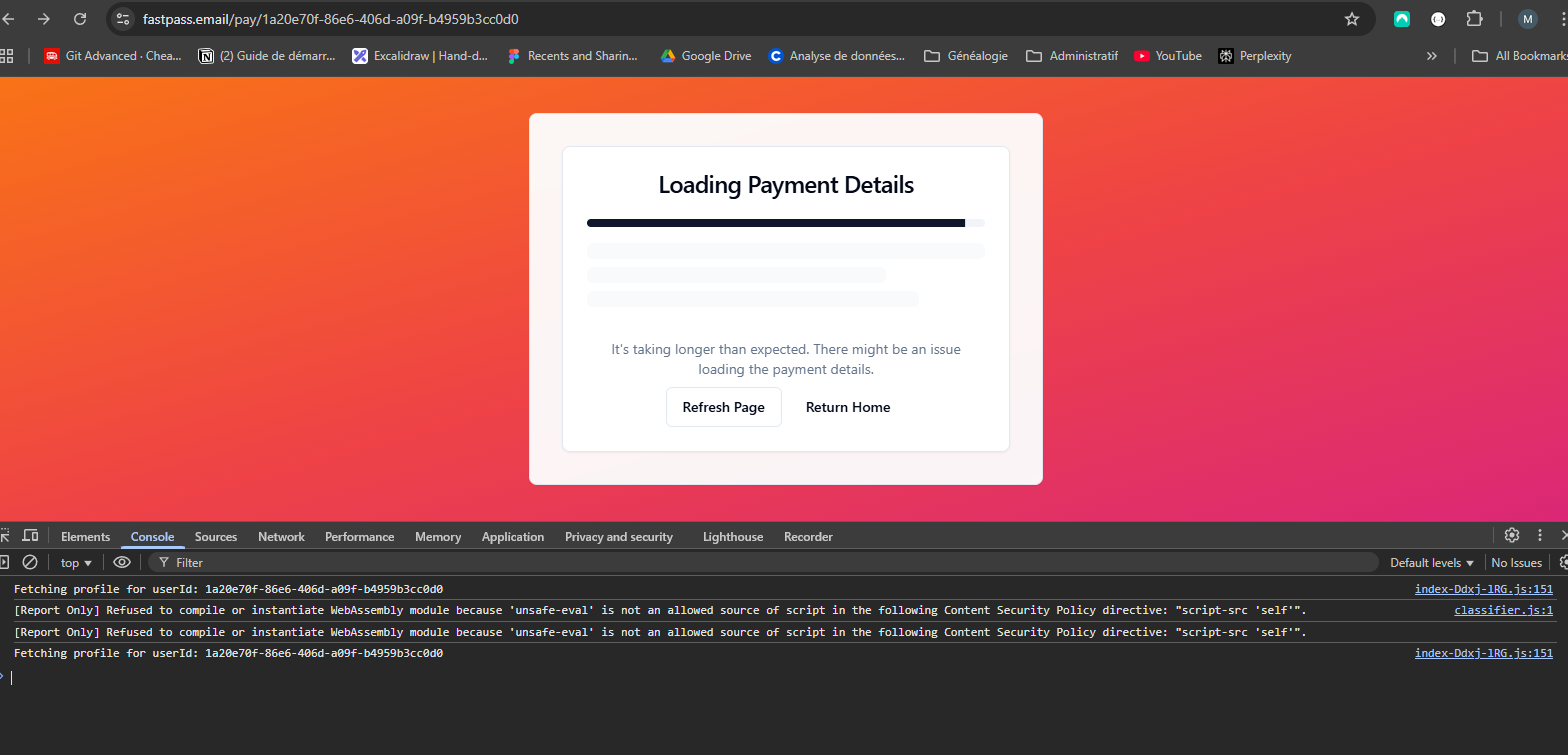 fastpass.email/pay/1a20e70f-86e6-406d-a09f-b4959b3cc0d0
M
Git Advanced · Chea...
(2) Guide de démarr...
Excalidraw | Hand-d...
Recents and Sharin...
Google Drive
Analyse de données...
Généalogie
Administratif
YouTube
Perplexity
»
All Bookmarks
Loading Payment Details
It's taking longer than expected. There might be an issue
loading the payment details.
Refresh Page
Return Home
Elements
Console
Sources
Network
Performance
Memory
Application
Privacy and security
Lighthouse
Recorder
top
Filter
Default levels
No Issues
Fetching profile for userId: 1a20e70f-86e6-406d-a09f-b4959b3cc0d0 index-Ddxj-lRG.js:151
[Report Only] Refused to compile or instantiate WebAssembly module because 'unsafe-eval' is not an allowed source of script in the following Content Security Policy directive: "script-src 'self'". classifier.js:1
[Report Only] Refused to compile or instantiate WebAssembly module because 'unsafe-eval' is not an allowed source of script in the following Content Security Policy directive: "script-src 'self'".
Fetching profile for userId: 1a20e70f-86e6-406d-a09f-b4959b3cc0d0 index-Ddxj-lRG.js:151